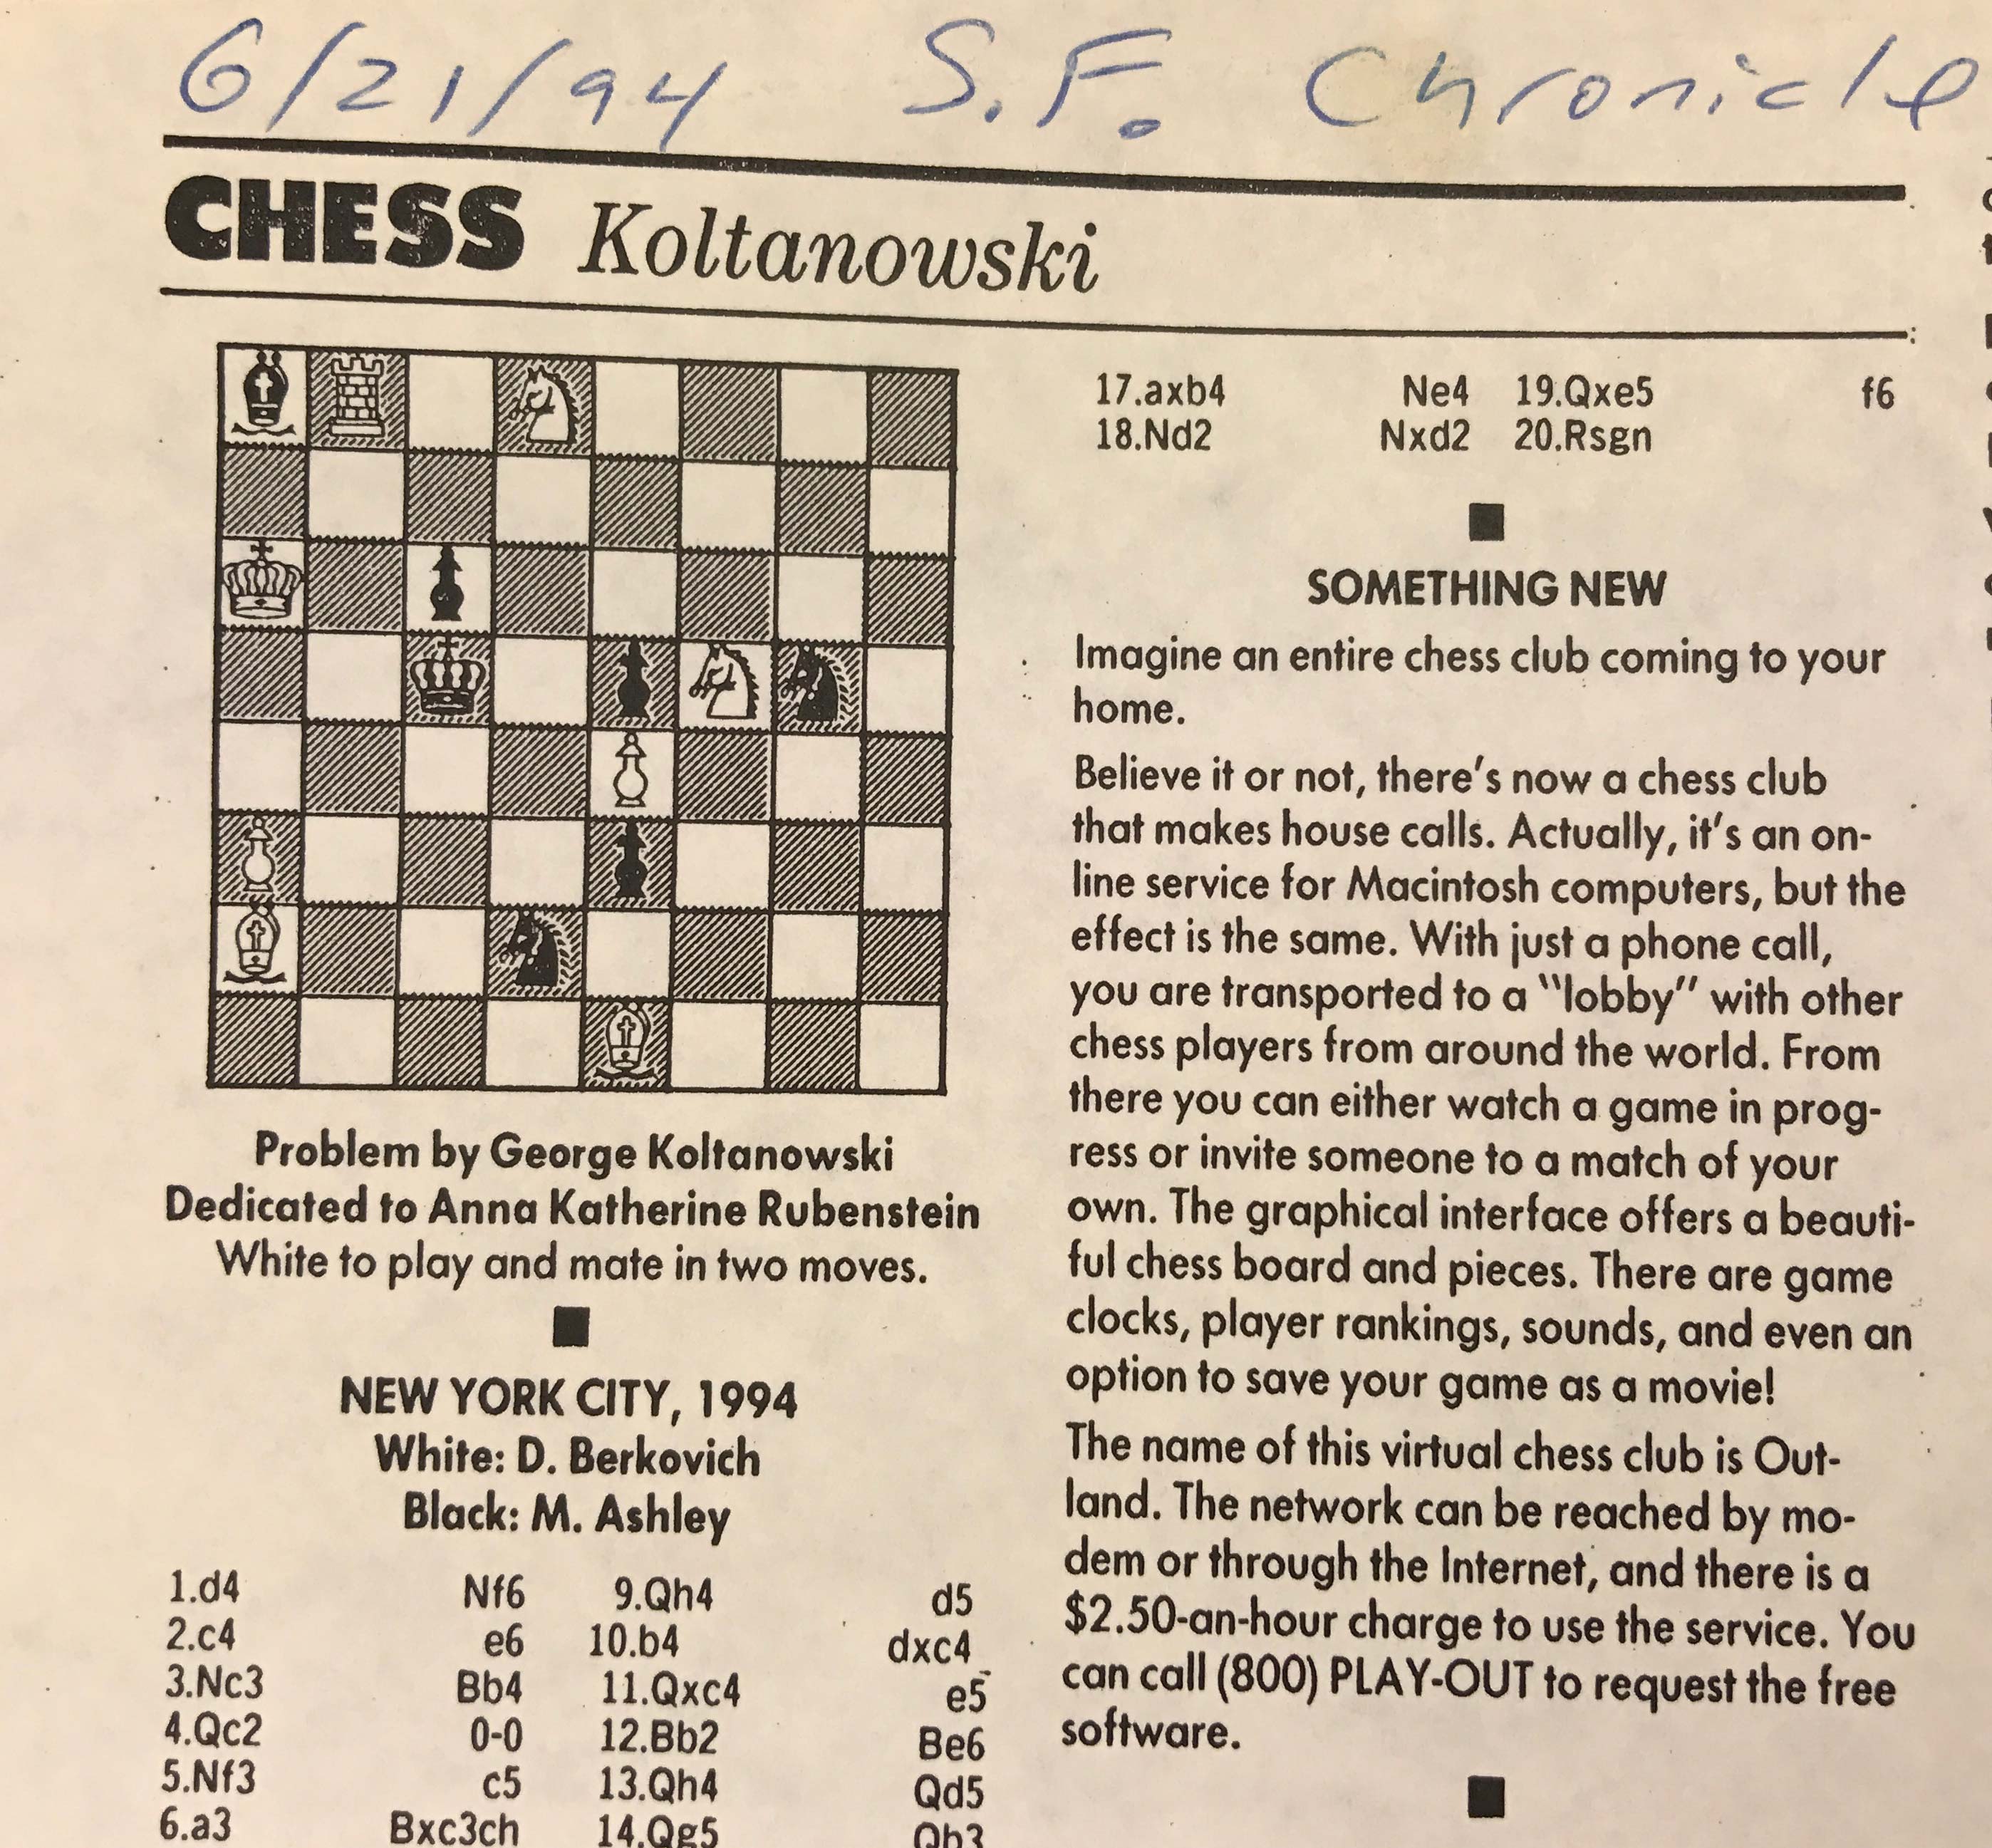 6/21/94 S.F. Chronicle
CHESS Koltanowski
Problem by George Koltanowski
Dedicated to Anna Katherine Rubenstein
White to play and mate in two moves.
NEW YORK CITY, 1994
White: D. Berkovich
Black: M. Ashley
1.d4 Nf6 9.Qh4 d5
2.c4 e6 10.b4 dxc4
3.Nc3 Bb4 11.Qxc4 e5
4.Qc2 0-0 12.Bb2 Be6
5.Nf3 c5 13.Qh4 Qd5
6.a3 Bxc3ch 14.Qg5 Qb3
17.axb4 Ne4 19.Qxe5 f6
18.Nd2 Nxd2 20.Rsgn
SOMETHING NEW
Imagine an entire chess club coming to your
home.
Believe it or not, there's now a chess club
that makes house calls. Actually, it's an on-
line service for Macintosh computers, but the
effect is the same. With just a phone call,
you are transported to a "lobby" with other
chess players from around the world. From
there you can either watch a game in prog-
ress or invite someone to a match of your
own. The graphical interface offers a beauti-
ful chess board and pieces. There are game
clocks, player rankings, sounds, and even an
option to save your game as a movie!
The name of this virtual chess club is Out-
land. The network can be reached by mo-
dem or through the Internet, and there is a
$2.50-an-hour charge to use the service. You
can call (800) PLAY-OUT to request the free
software.